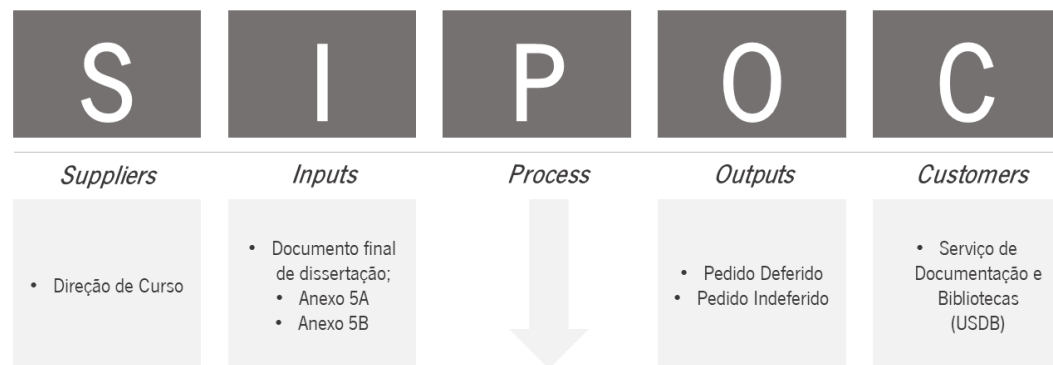 S I P O C
Suppliers Inputs Process Outputs Customers
• Direção de Curso
• Documento final
de dissertação;
• Anexo 5A
• Anexo 5B
• Pedido Deferido
• Pedido Indeferido
• Serviço de
Documentação e
Bibliotecas
(USDB)